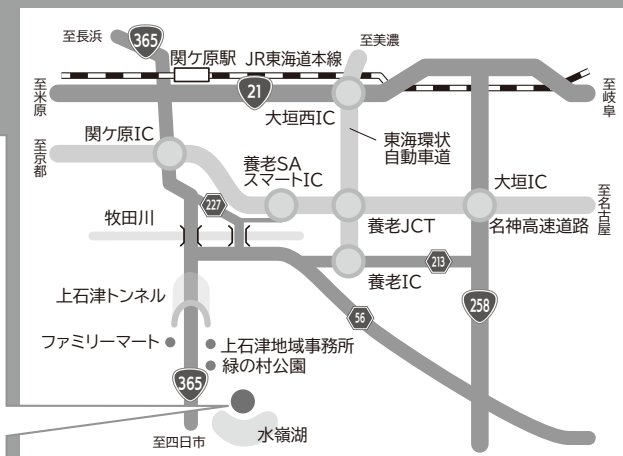 至長浜
365
関ケ原駅
JR東海道本線
至美濃
至米原
21
大垣西IC
至岐阜
関ケ原IC
至京都
東海環状
自動車道
養老SA
スマートIC
大垣IC
至名古屋
227
牧田川
養老JCT
名神高速道路
養老IC
213
上石津トンネル
56
258
ファミリーマート
上石津地域事務所
緑の村公園
365
至四日市
水嶺湖